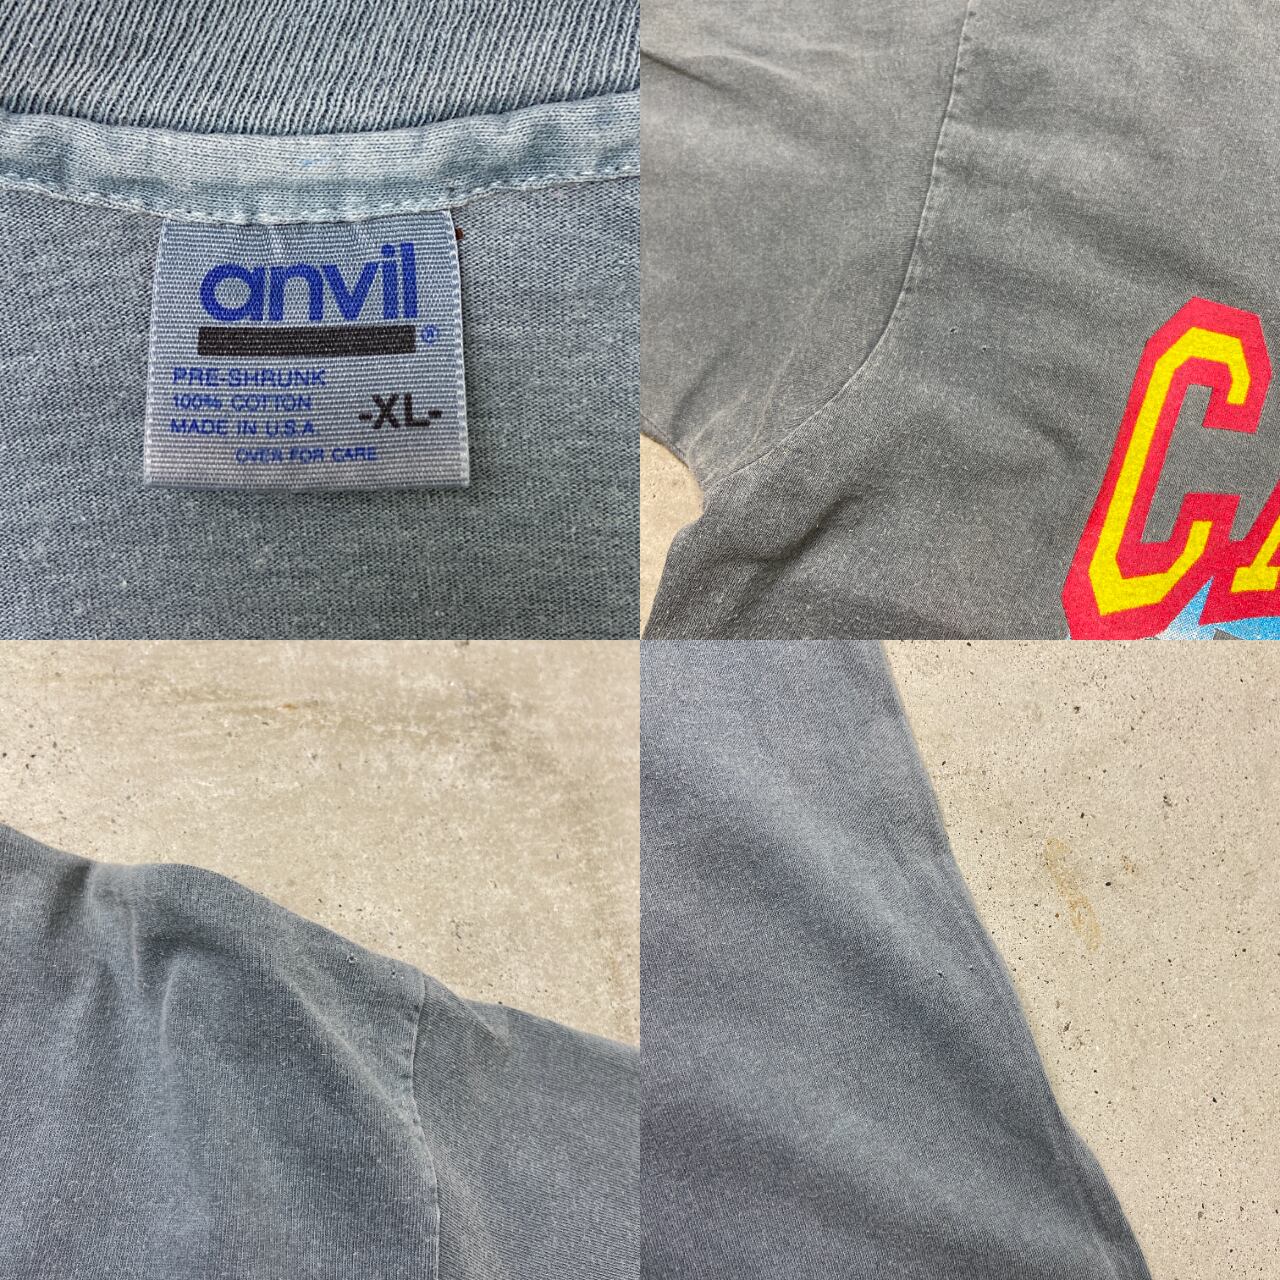 anvil®
PRE-SHRUNK
100% COTTON
MADE IN U.S.A.
-XL-
OVER FOR CARE
C